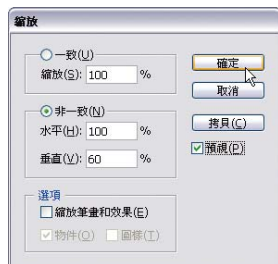 縮放
一致(U)
縮放(S): 100 %
非一致(N)
水平(H): 100 %
垂直(V): 60 %
選項
縮放筆畫和效果(E)
物件(O) 圖樣(T)
確定
取消
拷貝(C)
預視(P)